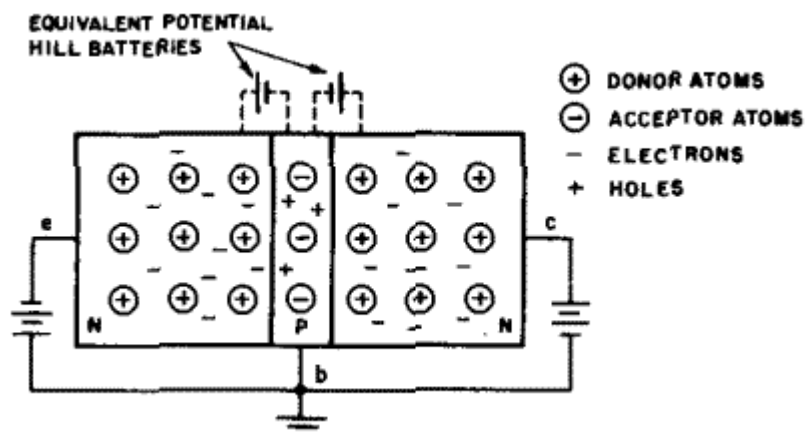 EQUIVALENT POTENTIAL
HILL BATTERIES
⊕ DONOR ATOMS
⊖ ACCEPTOR ATOMS
– ELECTRONS
+ HOLES
e
c
N
P
N
b